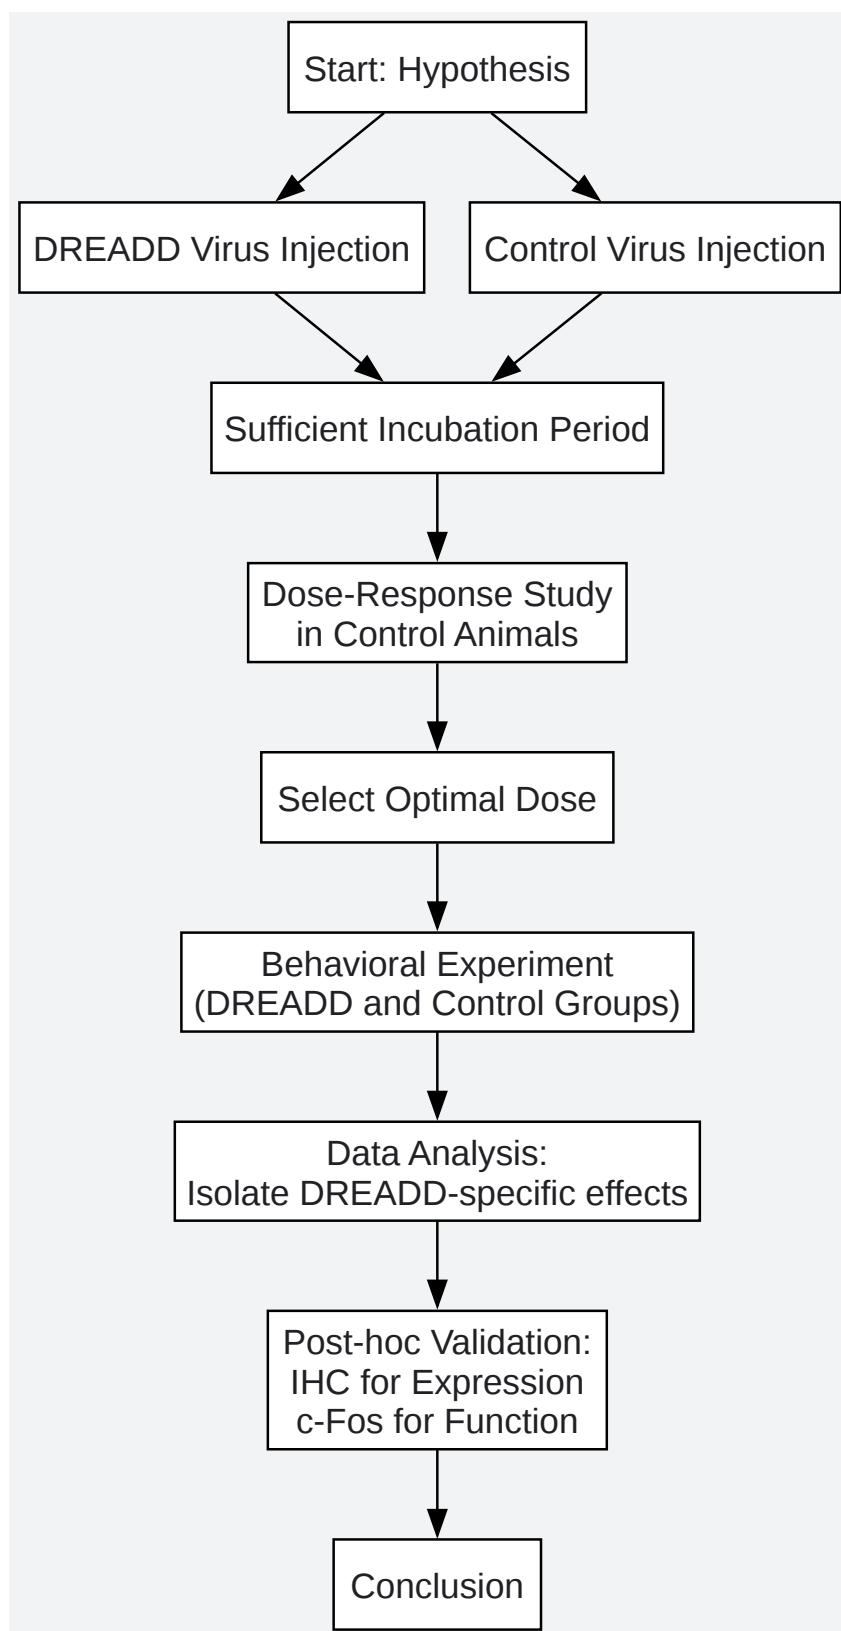 Start: Hypothesis
DREADD Virus Injection
Control Virus Injection
Sufficient Incubation Period
Dose-Response Study
in Control Animals
Select Optimal Dose
Behavioral Experiment
(DREADD and Control Groups)
Data Analysis:
Isolate DREADD-specific effects
Post-hoc Validation:
IHC for Expression
c-Fos for Function
Conclusion